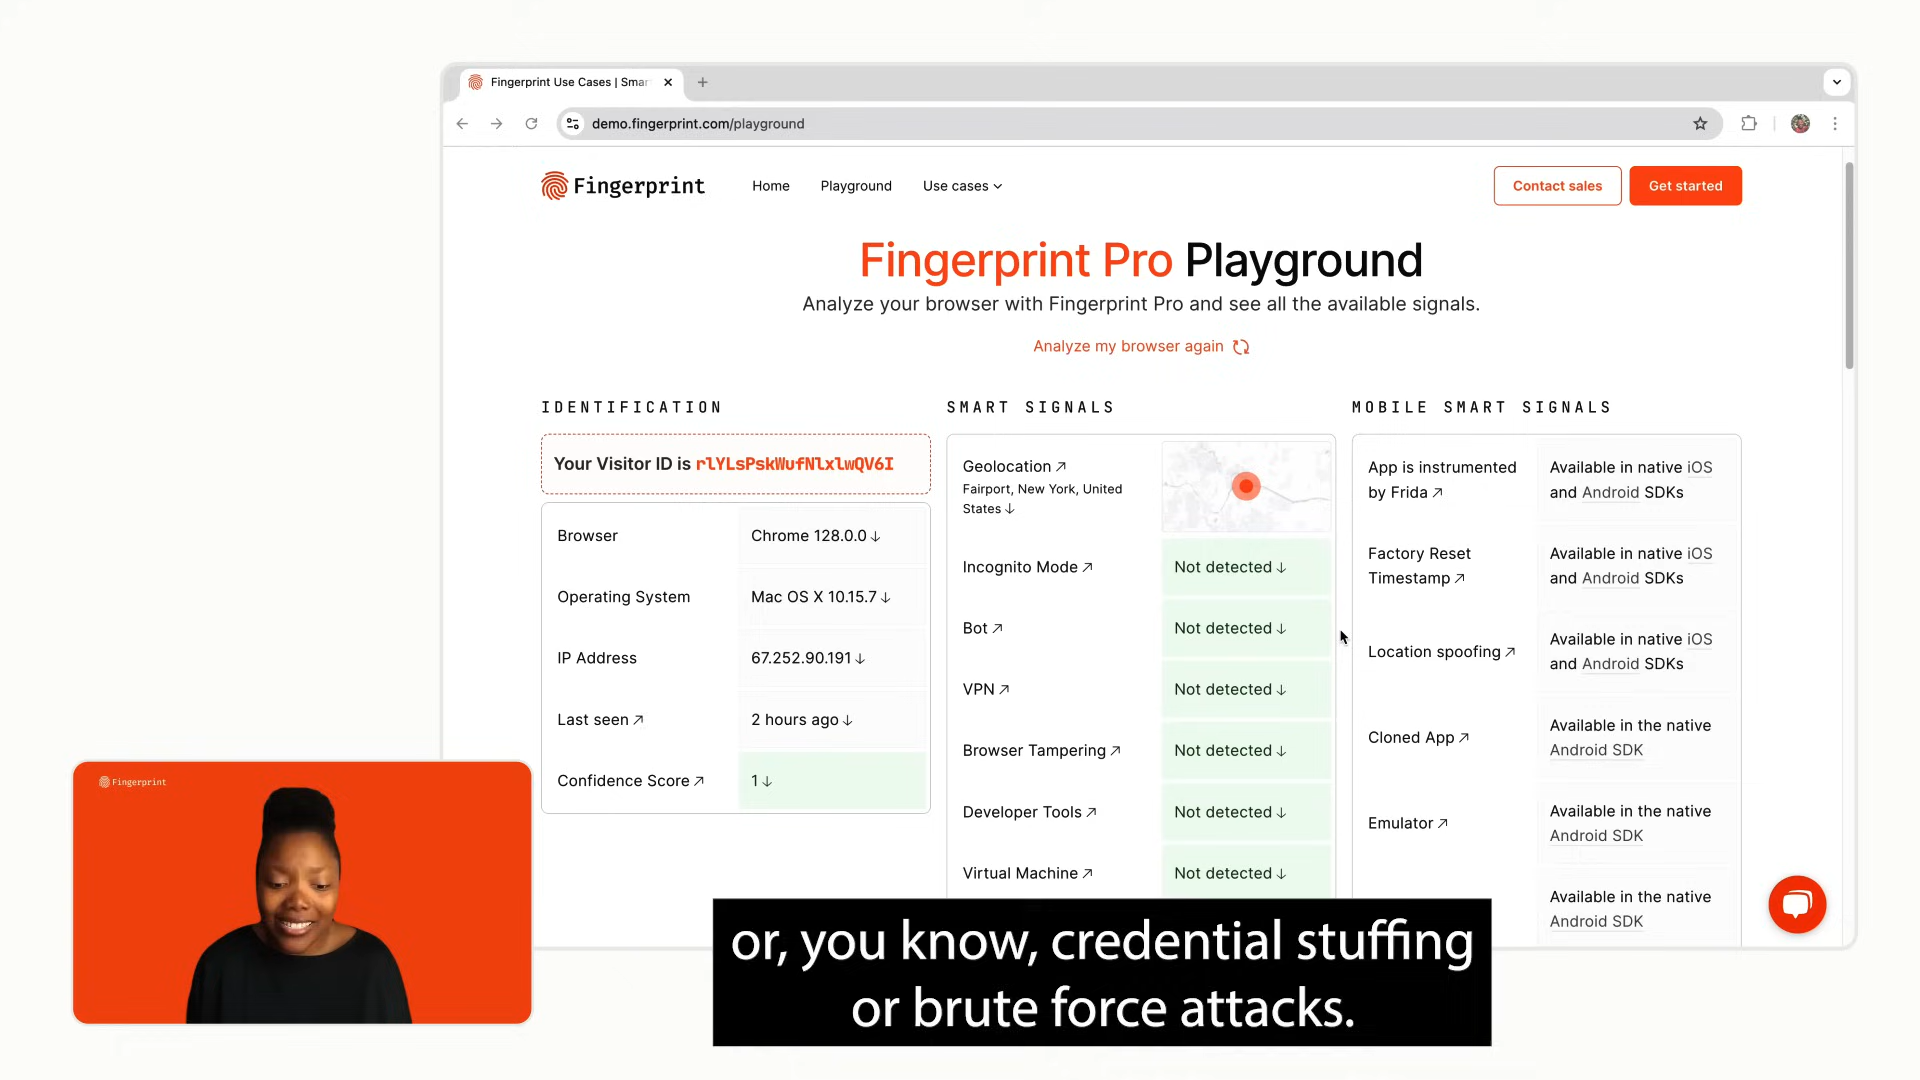 Fingerprint Use Cases | Smar
demo.fingerprint.com/playground
Fingerprint
Home
Playground
Use cases
Contact sales
Get started
Fingerprint Pro Playground
Analyze your browser with Fingerprint Pro and see all the available signals.
Analyze my browser again
IDENTIFICATION
Your Visitor ID is rlYLsPskWufNlxlwQV6I
Browser
Chrome 128.0.0 ↓
Operating System
Mac OS X 10.15.7 ↓
IP Address
67.252.90.191 ↓
Last seen ↗
2 hours ago ↓
Confidence Score ↗
1 ↓
SMART SIGNALS
Geolocation ↗
Fairport, New York, United
States ↓
Incognito Mode ↗
Not detected ↓
Bot ↗
Not detected ↓
VPN ↗
Not detected ↓
Browser Tampering ↗
Not detected ↓
Developer Tools ↗
Not detected ↓
Virtual Machine ↗
Not detected ↓
MOBILE SMART SIGNALS
App is instrumented
by Frida ↗
Available in native iOS
and Android SDKs
Factory Reset
Timestamp ↗
Available in native iOS
and Android SDKs
Location spoofing ↗
Available in native iOS
and Android SDKs
Cloned App ↗
Available in the native
Android SDK
Emulator ↗
Available in the native
Android SDK
Available in the native
Android SDK
Fingerprint
or, you know, credential stuffing
or brute force attacks.